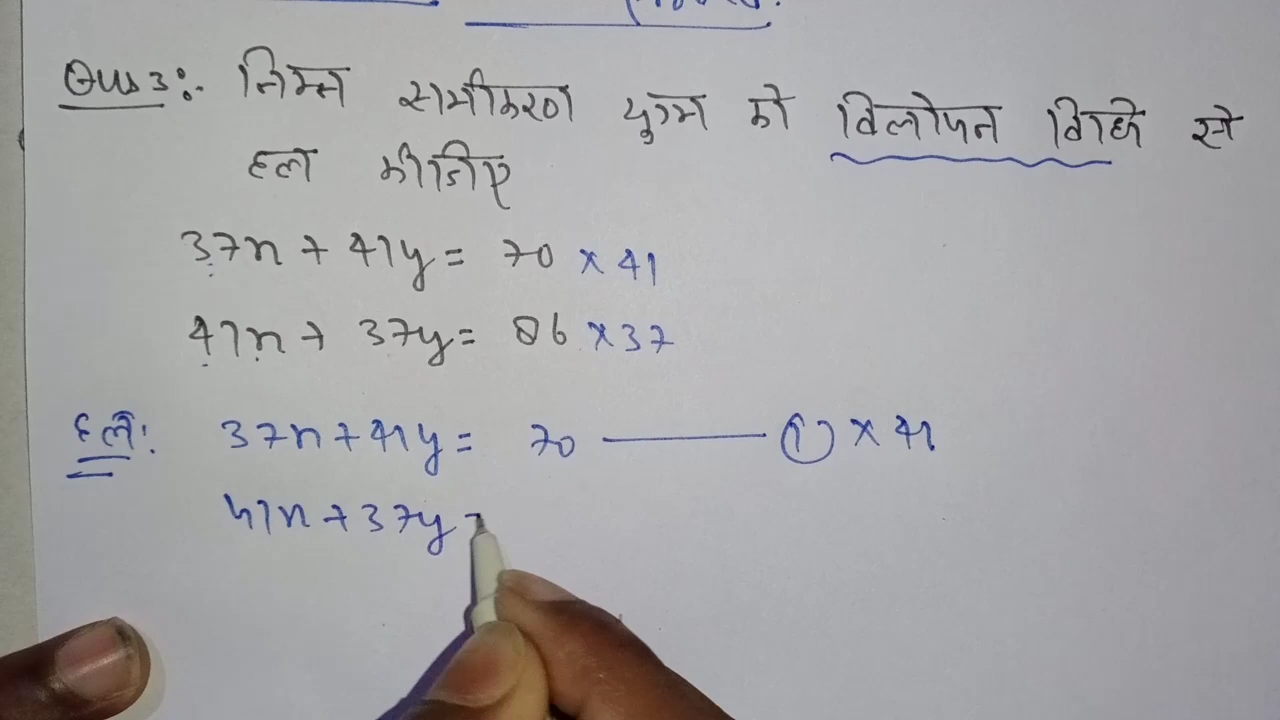 Ques 3:- निम्न समीकरण युग्म को विलोपन विधि से
हल कीजिए
37x + 41y = 70 × 41
41x + 37y = 86 × 37
हल: 37x + 41y = 70 —— ① × 41
41x + 37y =